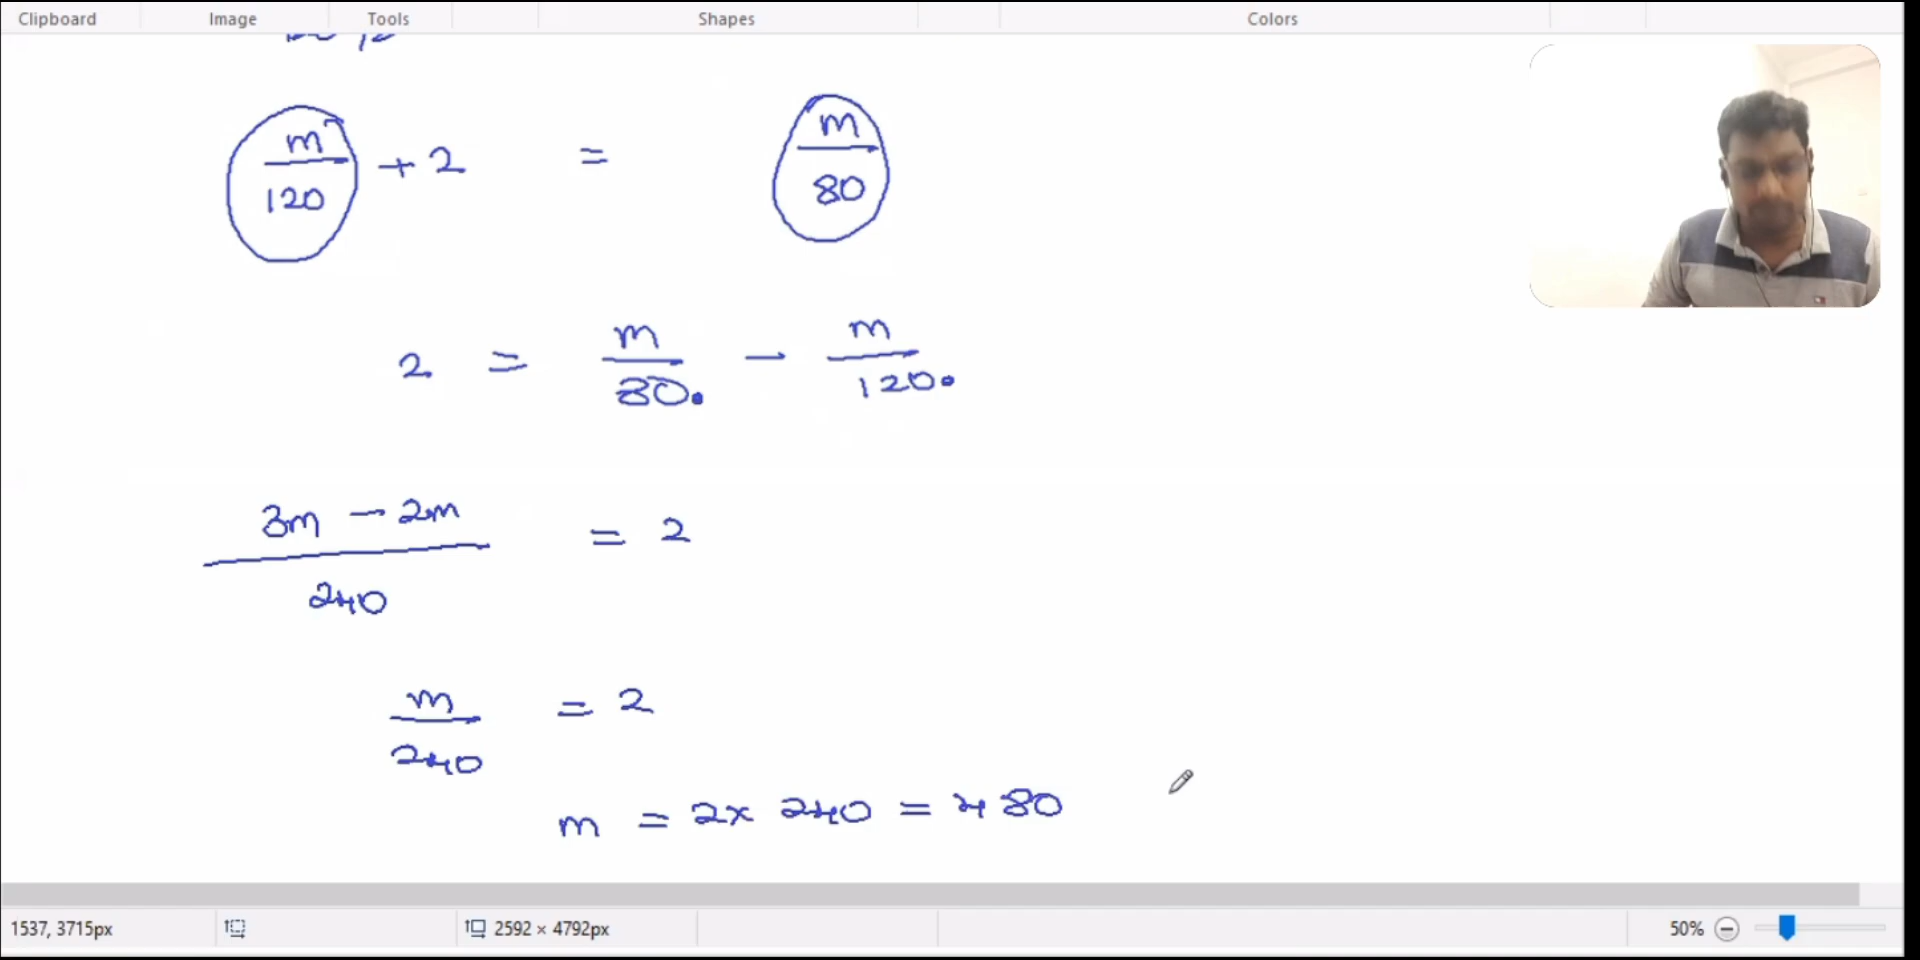 Clipboard Image Tools Shapes Colors
m/120 + 2 = m/80
2 = m/80. - m/120.
3m - 2m/240 = 2
m/240 = 2
m = 2x 240 = 480
1537, 3715px 2592 × 4792px 50%